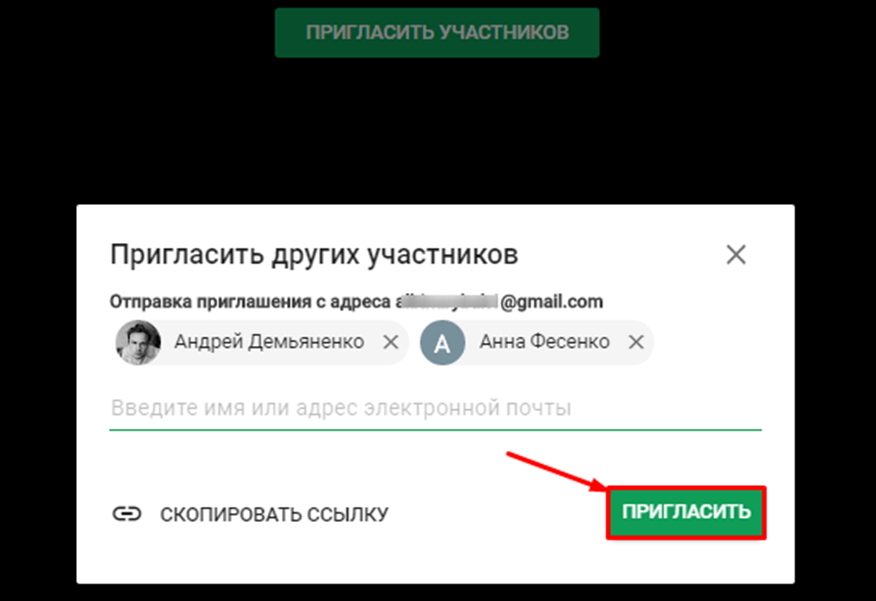 ПРИГЛАСИТЬ УЧАСТНИКОВ
Пригласить других участников
Отправка приглашения с адреса @gmail.com
Андрей Демьяненко
А Анна Фесенко
Введите имя или адрес электронной почты
СКОПИРОВАТЬ ССЫЛКУ
ПРИГЛАСИТЬ